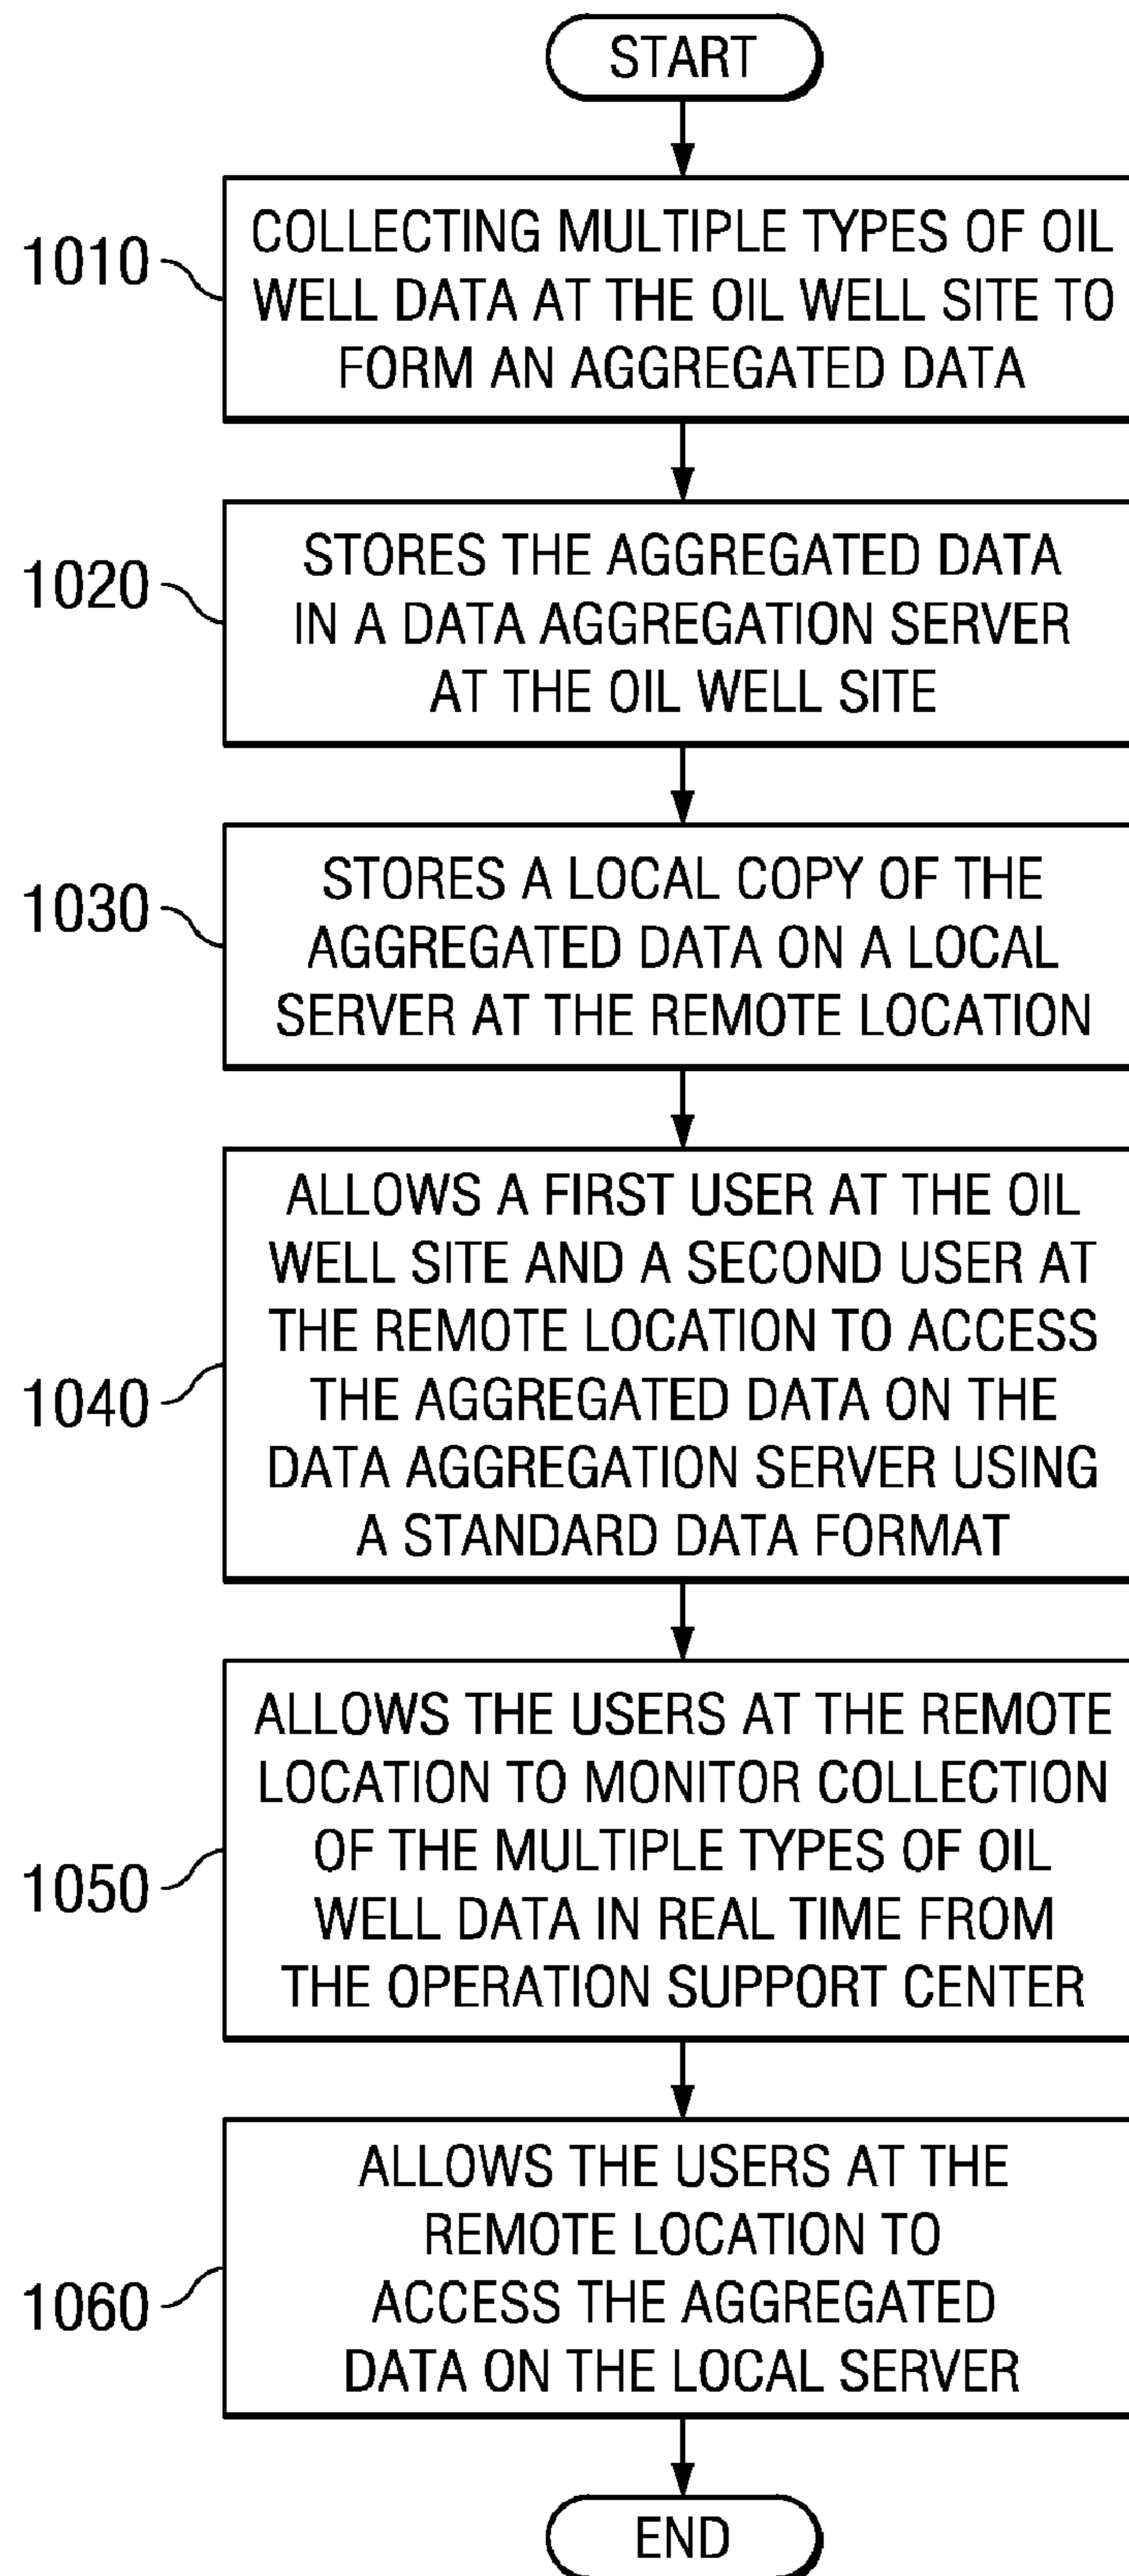 START
1010
COLLECTING MULTIPLE TYPES OF OIL
WELL DATA AT THE OIL WELL SITE TO
FORM AN AGGREGATED DATA
1020
STORES THE AGGREGATED DATA
IN A DATA AGGREGATION SERVER
AT THE OIL WELL SITE
1030
STORES A LOCAL COPY OF THE
AGGREGATED DATA ON A LOCAL
SERVER AT THE REMOTE LOCATION
1040
ALLOWS A FIRST USER AT THE OIL
WELL SITE AND A SECOND USER AT
THE REMOTE LOCATION TO ACCESS
THE AGGREGATED DATA ON THE
DATA AGGREGATION SERVER USING
A STANDARD DATA FORMAT
1050
ALLOWS THE USERS AT THE REMOTE
LOCATION TO MONITOR COLLECTION
OF THE MULTIPLE TYPES OF OIL
WELL DATA IN REAL TIME FROM
THE OPERATION SUPPORT CENTER
1060
ALLOWS THE USERS AT THE
REMOTE LOCATION TO
ACCESS THE AGGREGATED
DATA ON THE LOCAL SERVER
END